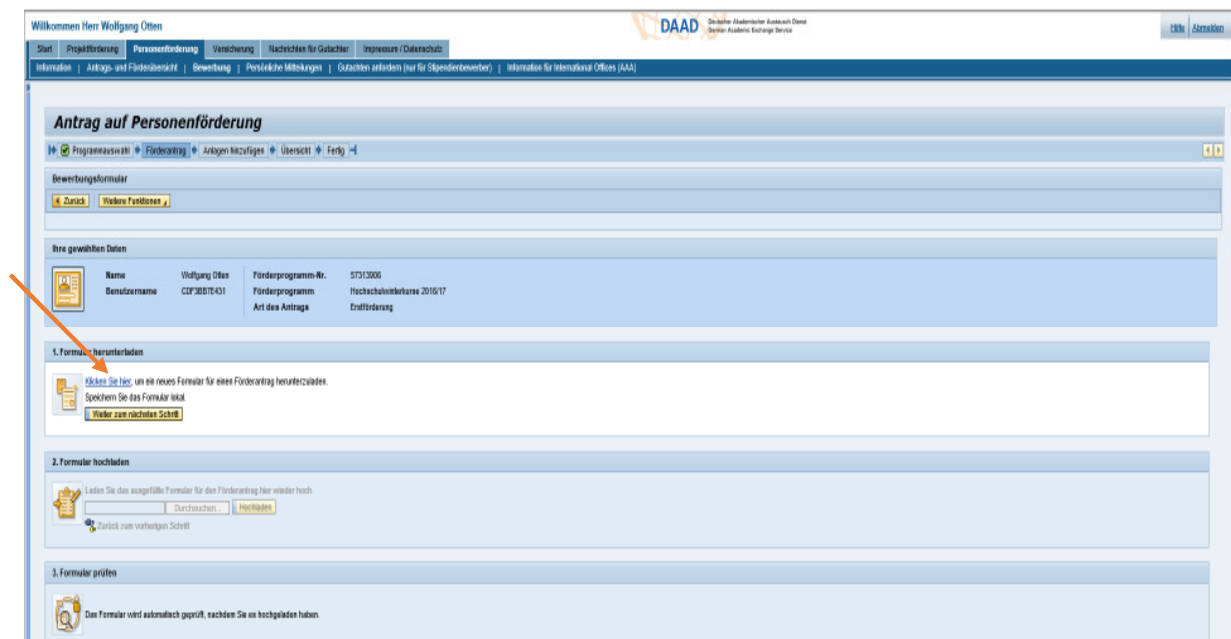 Willkommen Herr Wolfgang Otten
DAAD Deutscher Akademischer Austausch Dienst
German Academic Exchange Service
Hilfe Abmelden
Start Projektförderung Personenförderung Versicherung Nachrichten für Gutachter Impressum / Datenschutz
Information | Antrags- und Förderübersicht | Bewerbung | Persönliche Mitteilungen | Gutachten anfordern (nur für Stipendienbewerber) | Information für International Offices (AAA)
Antrag auf Personenförderung
Programmauswahl Förderantrag Anlagen hinzufügen Übersicht Fertig
Bewerbungsformular
Zurück Weitere Funktionen
Ihre gewählten Daten
Name Wolfgang Otten Förderprogramm-Nr. 57313906
Benutzername CDF3BB7E431 Förderprogramm Hochschulwinterkurse 2016/17
Art des Antrags Erstförderung
1. Formular herunterladen
Klicken Sie hier, um ein neues Formular für einen Förderantrag herunterzuladen.
Speichern Sie das Formular lokal.
Weiter zum nächsten Schritt
2. Formular hochladen
Laden Sie das ausgefüllte Formular für den Förderantrag hier wieder hoch
Durchsuchen... Hochladen
Zurück zum vorherigen Schritt
3. Formular prüfen
Das Formular wird automatisch geprüft, nachdem Sie es hochgeladen haben.